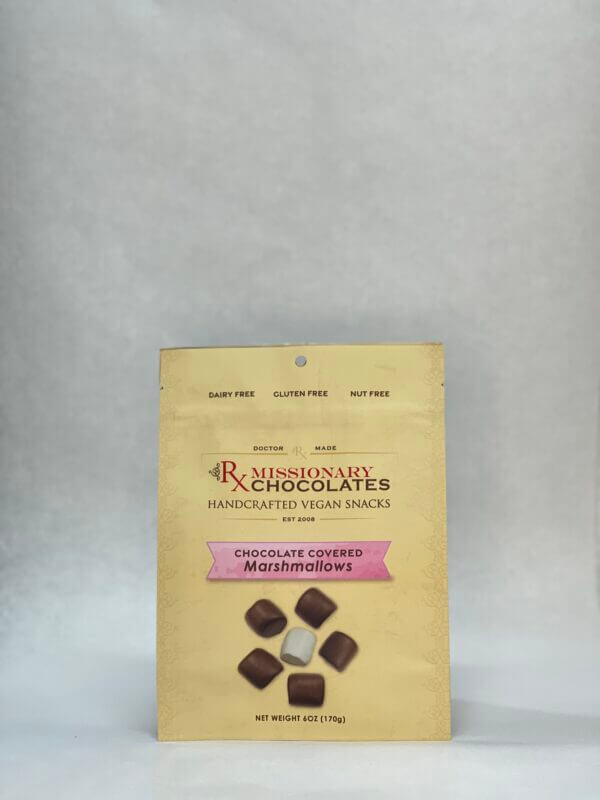 DAIRY FREE GLUTEN FREE NUT FREE
DOCTOR Rx MADE
Rx MISSIONARY
CHOCOLATES
HANDCRAFTED VEGAN SNACKS
EST 2008
CHOCOLATE COVERED
Marshmallows
NET WEIGHT 6OZ (170g)